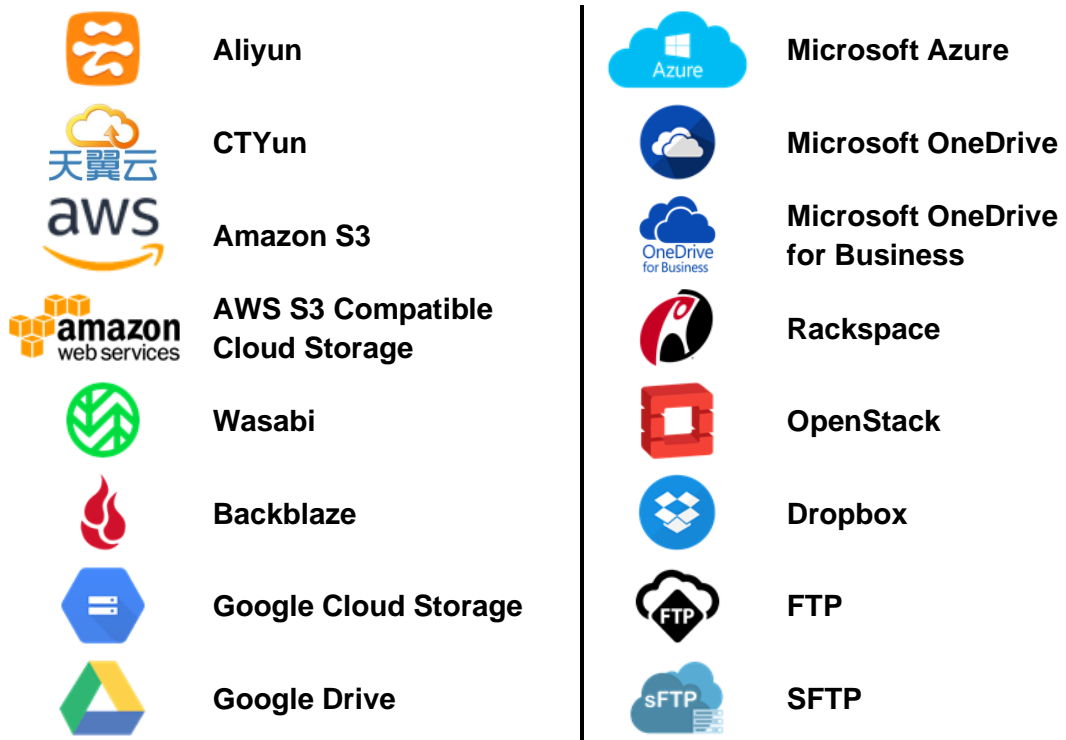 Aliyun
天翼云
CTYun
aws
Amazon S3
amazon
web services
AWS S3 Compatible
Cloud Storage
Wasabi
Backblaze
Google Cloud Storage
Google Drive
Azure
Microsoft Azure
Microsoft OneDrive
OneDrive
for Business
Microsoft OneDrive
for Business
Rackspace
OpenStack
Dropbox
FTP
FTP
sFTP
SFTP